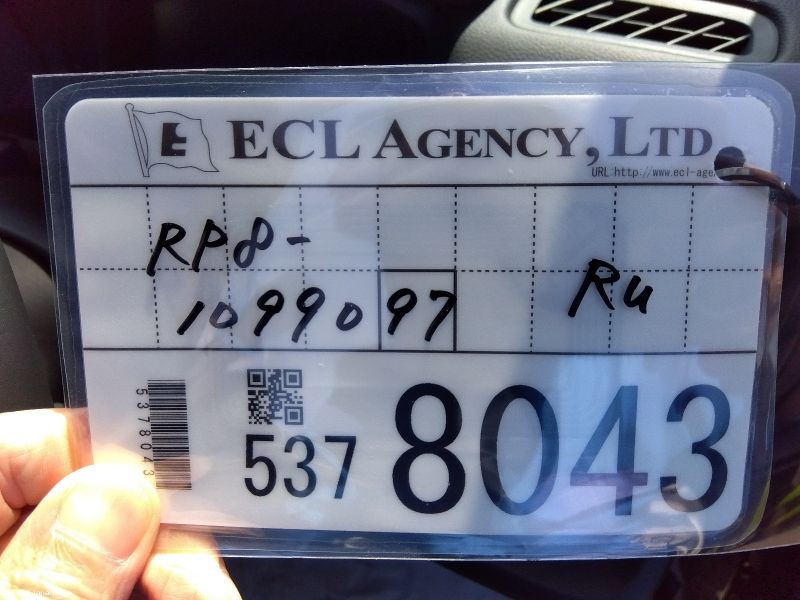 E ECL AGENCY, LTD.
URL:http://www.ecl-age
RP8-
1099097
Ru
5378043
537 8043